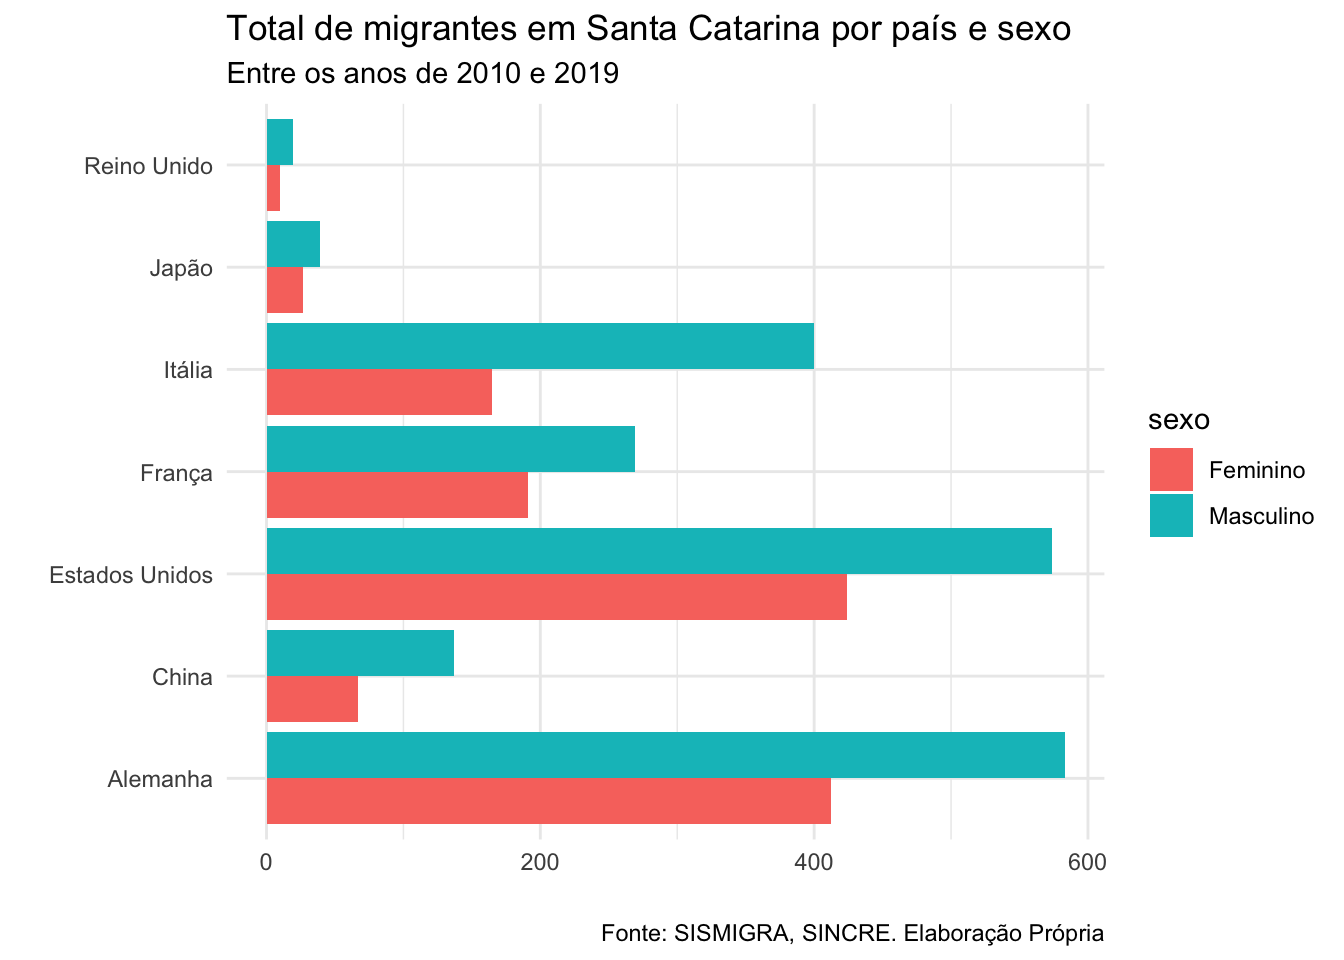 Total de migrantes em Santa Catarina por país e sexo
Entre os anos de 2010 e 2019
Reino Unido
Japão
Itália
França
Estados Unidos
China
Alemanha
0 200 400 600
sexo
Feminino
Masculino
Fonte: SISMIGRA, SINCRE. Elaboração Própria